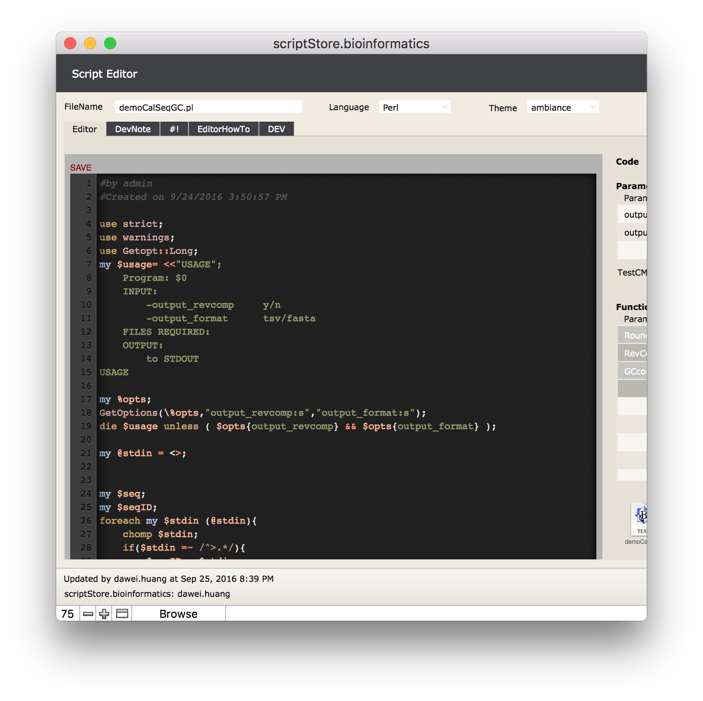 scriptStore.bioinformatics
Script Editor
FileName demoCalSeqGC.pl Language Perl Theme ambiance
Editor DevNote #! EditorHowTo DEV
SAVE
Code
1 #by admin
2 #Created on 9/24/2016 3:50:57 PM
3
4 use strict;
5 use warnings;
6 use Getopt::Long;
7 my $usage= <<"USAGE";
8 Program: $0
9 INPUT:
10 -output_revcomp y/n
11 -output_format tsv/fasta
12 FILES REQUIRED:
13 OUTPUT:
14 to STDOUT
15 USAGE
16
17 my %opts;
18 GetOptions(\%opts,"output_revcomp:s","output_format:s");
19 die $usage unless ( $opts{output_revcomp} && $opts{output_format} );
20
21 my @stdin = <>;
22
23
24 my $seq;
25 my $seqID;
26 foreach my $stdin (@stdin){
27 chomp $stdin;
28 if($stdin =~ /^>.*/){
Param
Param
outpu
outpu
TestCM
Functio
Param
Roun
RevCo
GCco
TEX
demoCa
Updated by dawei.huang at Sep 25, 2016 8:39 PM
scriptStore.bioinformatics: dawei.huang
75 Browse